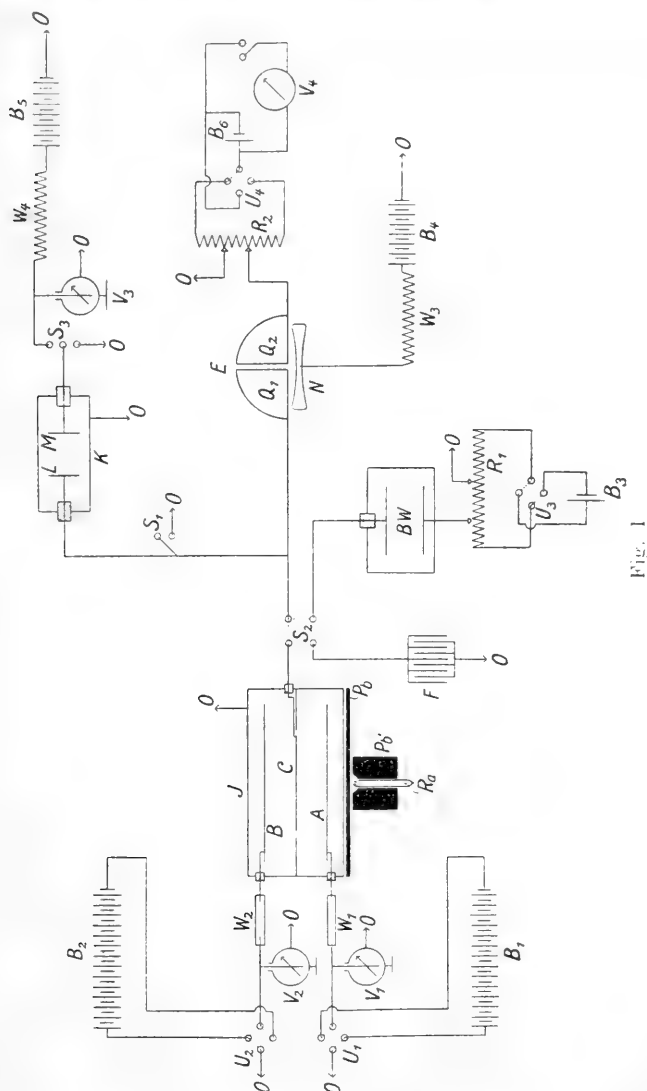 O
B₅
W₄
O
V₃
S₃
O
L M
K
O
S₁
O
V₄
B₆
U₄
R₂
O
E
Q₁ Q₂
N
W₃
B₄
O
S₂
BW
O
R₁
U₃
B₃
F
O
O
J
B
C
A
Pb
Pb'
Ra
B₂
W₂
O
V₂
U₂
O
W₁
O
V₁
U₁
O
B₁
Fig. 1